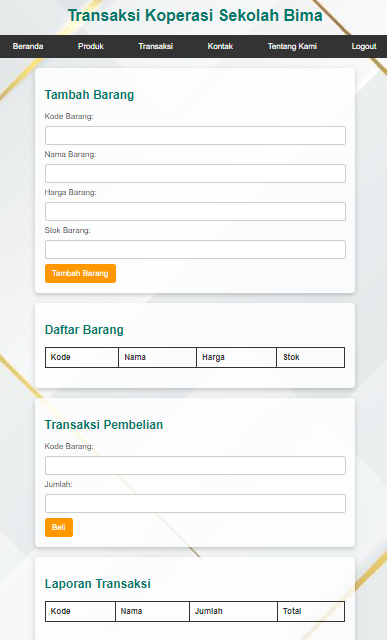 Transaksi Koperasi Sekolah Bima
Beranda Produk Transaksi Kontak Tentang Kami Logout
Tambah Barang
Kode Barang:
Nama Barang:
Harga Barang:
Stok Barang:
Tambah Barang
Daftar Barang
Kode Nama Harga Stok
Transaksi Pembelian
Kode Barang:
Jumlah:
Beli
Laporan Transaksi
Kode Nama Jumlah Total